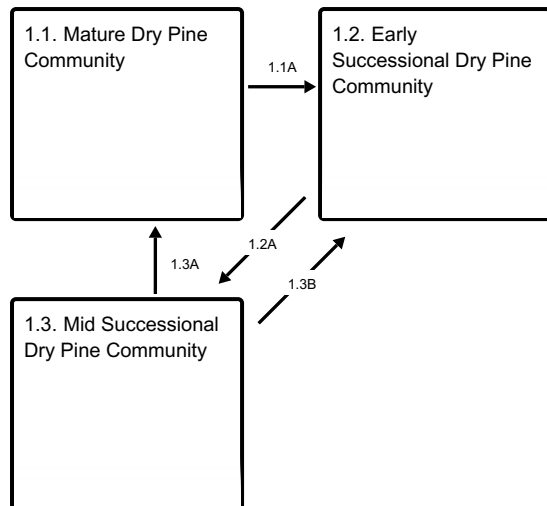 1.1. Mature Dry Pine
Community
1.2. Early
Successional Dry Pine
Community
1.1A
1.2A
1.3A
1.3B
1.3. Mid Successional
Dry Pine Community